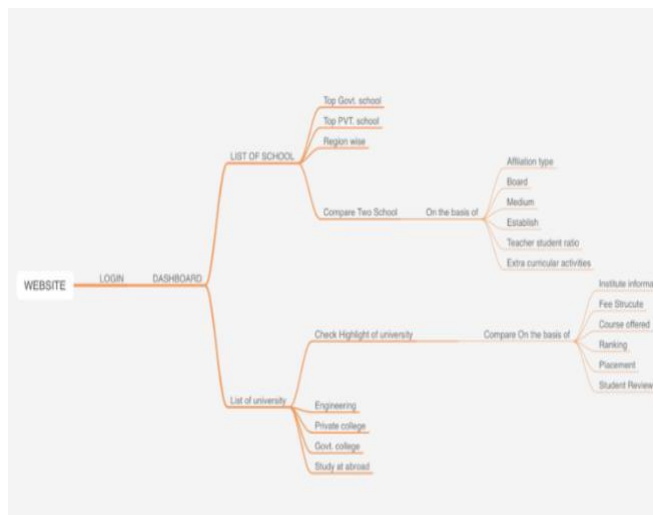 Top Govt. school
Top PVT. school
Region wise
LIST OF SCHOOL
Compare Two School
On the basis of
Affiliation type
Board
Medium
Establish
Teacher student ratio
Extra curricular activities
WEBSITE
LOGIN
DASHBOARD
Check Highlight of university
Compare On the basis of
Institute informa
Fee Strucute
Course offered
Ranking
Placement
Student Review
List of university
Engineering
Private college
Govt. college
Study at abroad